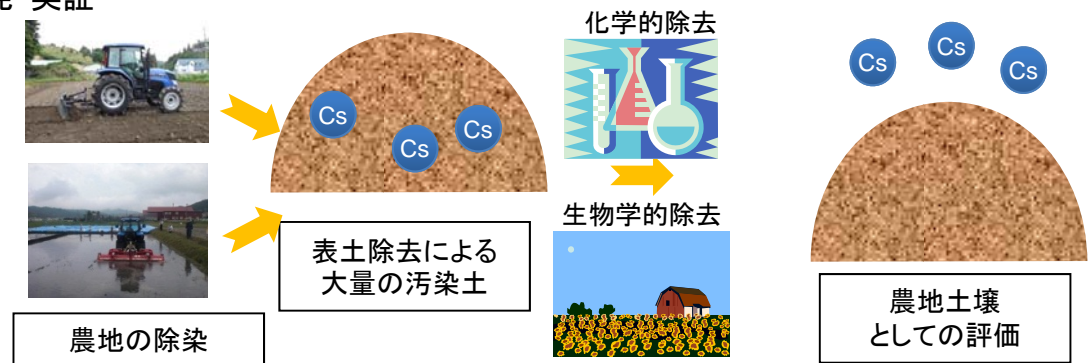 実証
化学的除去
Cs
Cs
Cs
Cs
Cs
Cs
生物学的除去
表土除去による
大量の汚染土
農地の除染
農地土壌
としての評価